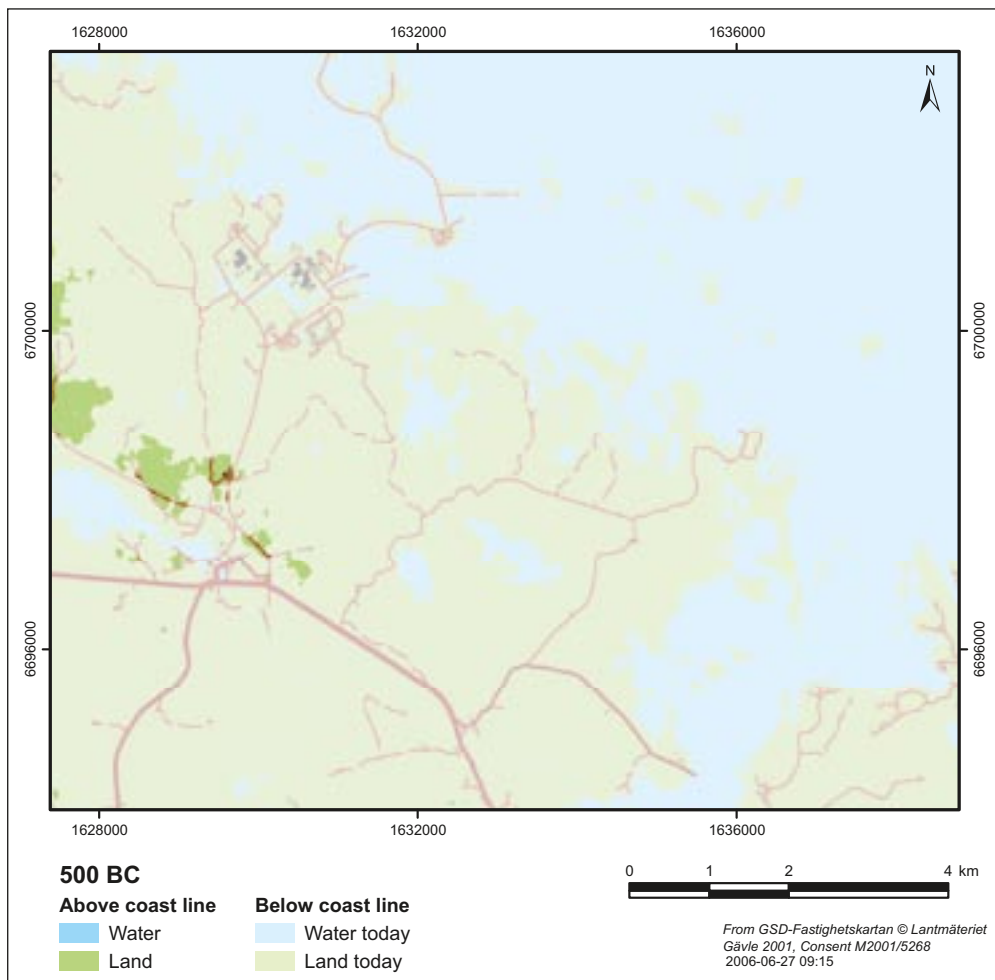 1628000 1632000 1636000
N
6700000 6700000
6696000 6696000
1628000 1632000 1636000
500 BC
Above coast line Below coast line
Water Water today
Land Land today
0 1 2 4 km
From GSD-Fastighetskartan © Lantmäteriet
Gävle 2001, Consent M2001/5268
2006-06-27 09:15